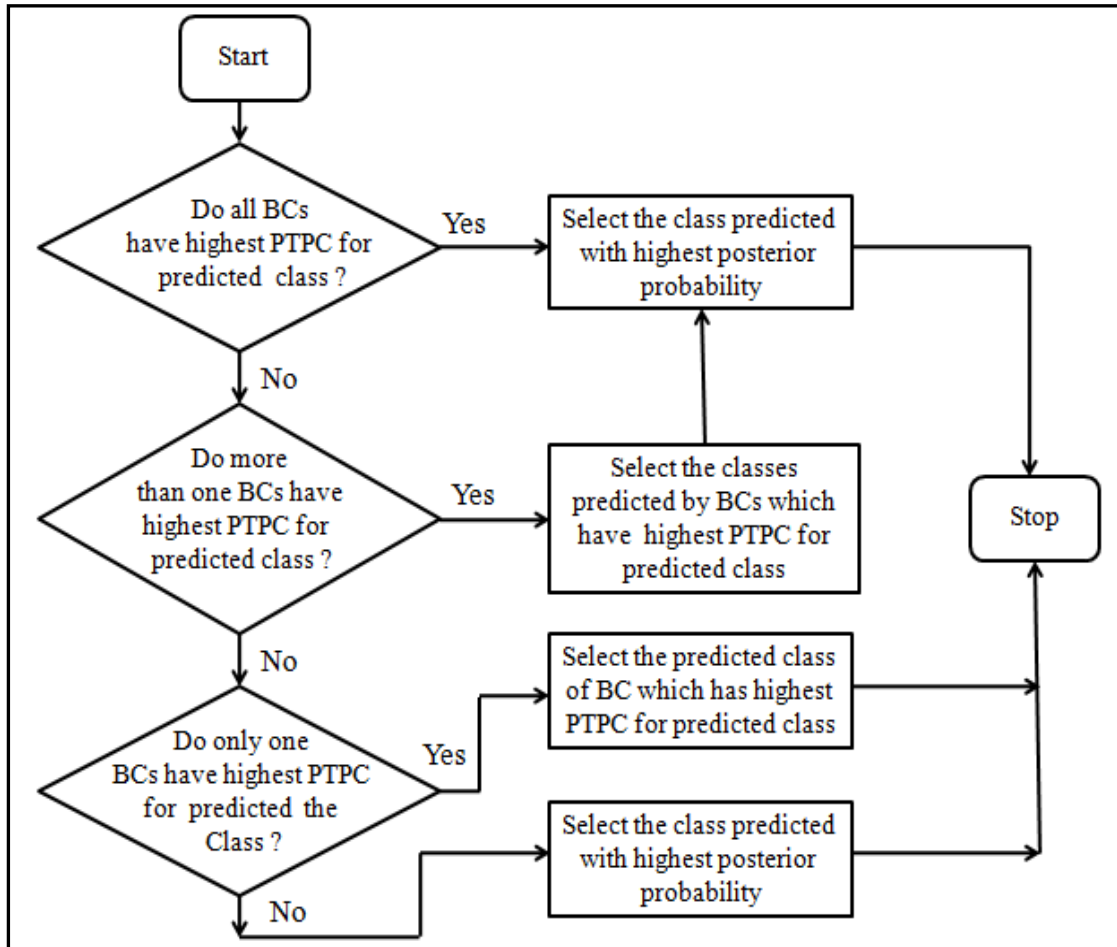 Start
Do all BCs
have highest PTPC for
predicted class ?
Yes
Select the class predicted
with highest posterior
probability
No
Do more
than one BCs have
highest PTPC for
predicted class ?
Yes
Select the classes
predicted by BCs which
have highest PTPC for
predicted class
Stop
No
Do only one
BCs have highest PTPC
for predicted the
Class ?
Yes
Select the predicted class
of BC which has highest
PTPC for predicted class
No
Select the class predicted
with highest posterior
probability